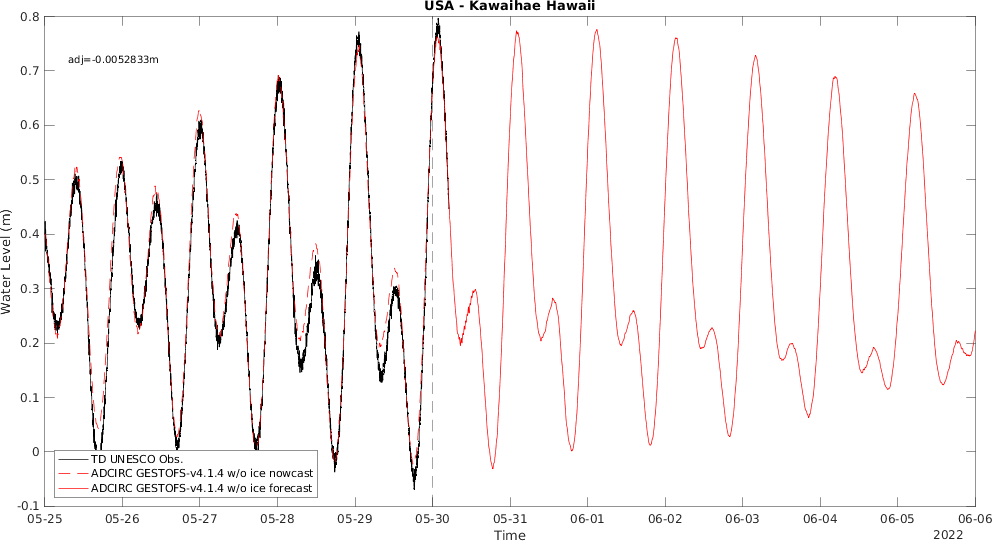 USA - Kawaihae Hawaii
0.8
adj=-0.0052833m
0.7
0.6
0.5
0.4
0.3
0.2
0.1
0
-0.1
Water Level (m)
TD UNESCO Obs.
ADCIRC GESTOFS-v4.1.4 w/o ice nowcast
ADCIRC GESTOFS-v4.1.4 w/o ice forecast
05-25 05-26 05-27 05-28 05-29 05-30 05-31 06-01 06-02 06-03 06-04 06-05 06-06
Time
2022